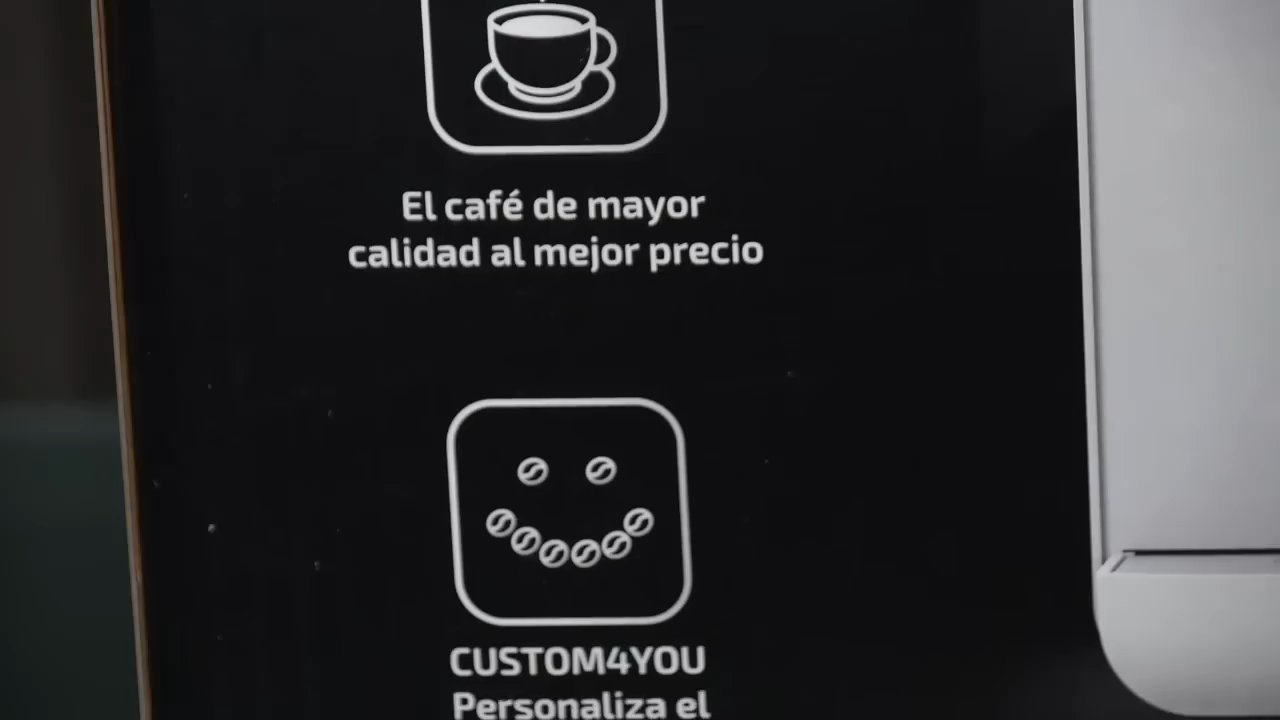 El café de mayor
calidad al mejor precio
CUSTOM4YOU
Personaliza el